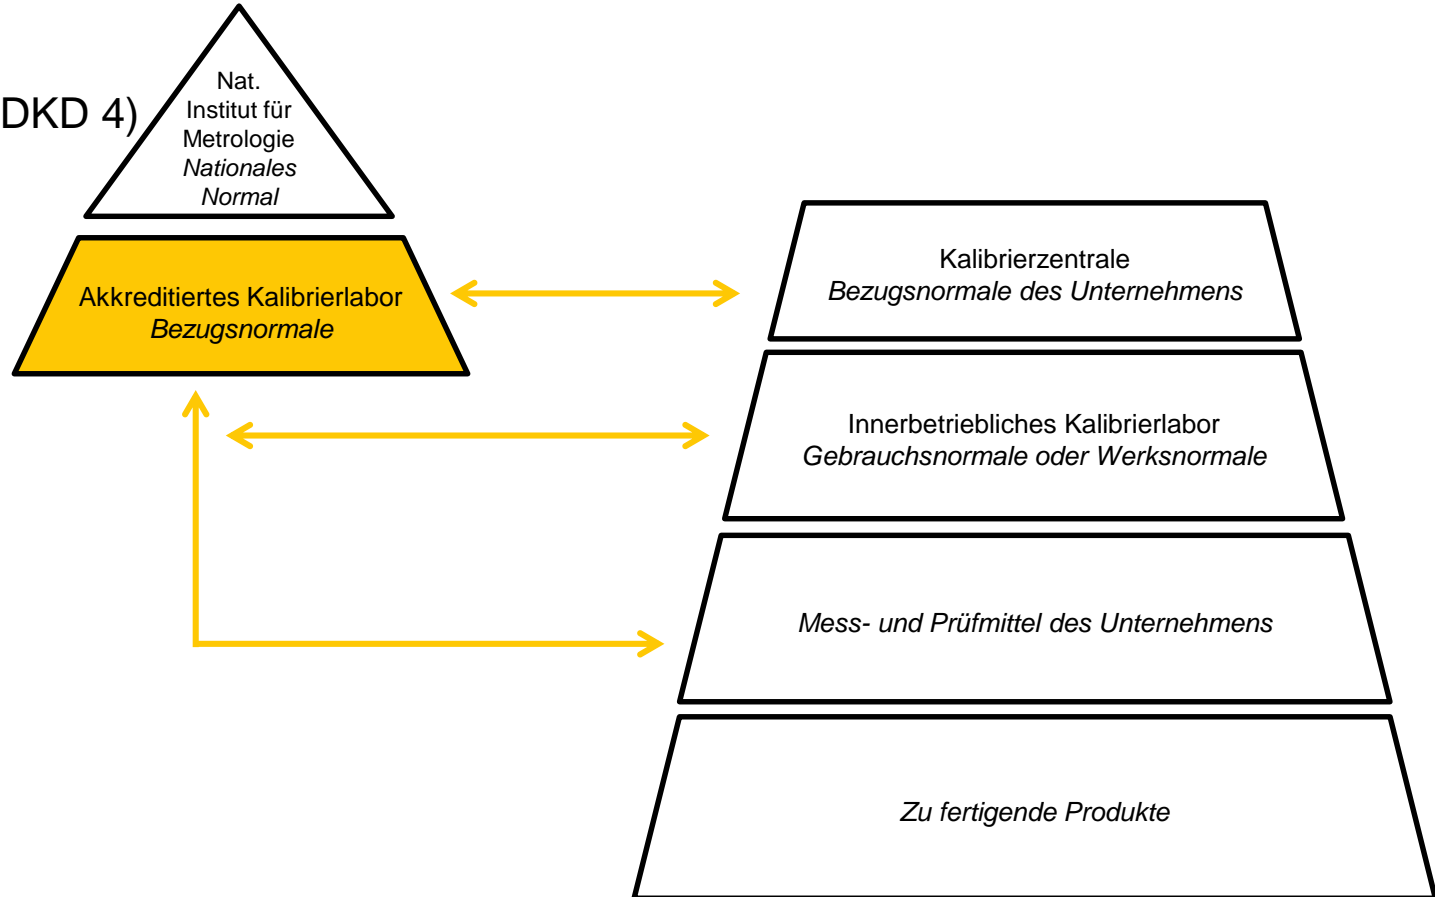 DKD 4)
Nat.
Institut für
Metrologie
Nationales
Normal
Akkreditiertes Kalibrierlabor
Bezugsnormale
Kalibrierzentrale
Bezugsnormale des Unternehmens
Innerbetriebliches Kalibrierlabor
Gebrauchsnormale oder Werksnormale
Mess- und Prüfmittel des Unternehmens
Zu fertigende Produkte